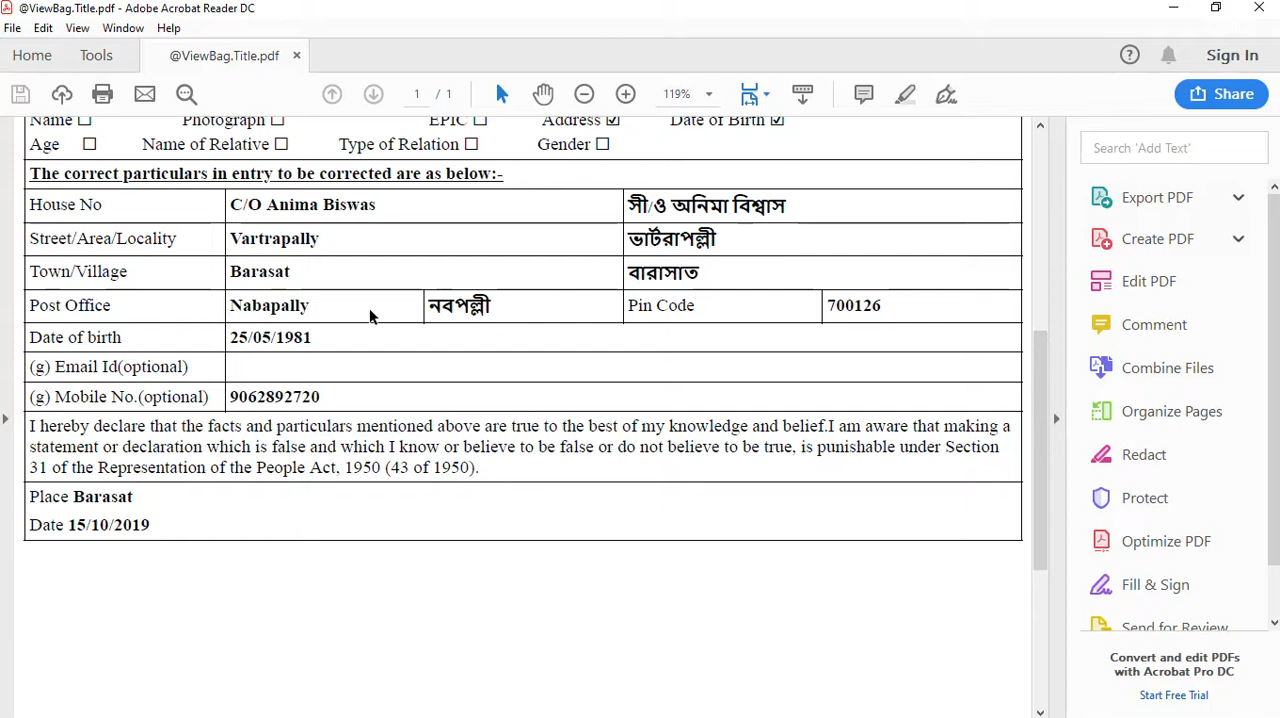 @ViewBag.Title.pdf - Adobe Acrobat Reader DC
File Edit View Window Help
Home Tools @ViewBag.Title.pdf × Sign In
1 / 1 119% Share
Name ☐ Photograph ☐ EPIC ☐ Address ☑ Date of Birth ☑
Age ☐ Name of Relative ☐ Type of Relation ☐ Gender ☐
The correct particulars in entry to be corrected are as below:-
House No C/O Anima Biswas সী/ও অনিমা বিশ্বাস
Street/Area/Locality Vartrapally ভার্টরাপল্লী
Town/Village Barasat বারাসাত
Post Office Nabapally নবপল্লী Pin Code 700126
Date of birth 25/05/1981
(g) Email Id(optional)
(g) Mobile No.(optional) 9062892720
I hereby declare that the facts and particulars mentined above are true to the best of my knowledge and belief.I am aware that making a
statement or declaration which is false and which I know or believe to be false or do not believe to be true, is punishable under Section
31 of the Representation of the People Act, 1950 (43 of 1950).
Place Barasat
Date 15/10/2019
Search 'Add Text'
Export PDF
Create PDF
Edit PDF
Comment
Combine Files
Organize Pages
Redact
Protect
Optimize PDF
Fill & Sign
Send for Review
Convert and edit PDFs
with Acrobat Pro DC
Start Free Trial